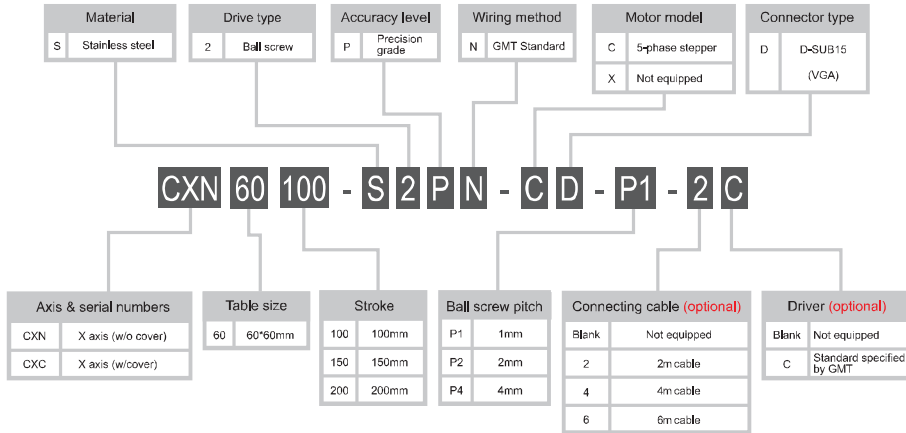 Material
S Stainless steel
Drive type
2 Ball screw
Accuracy level
P Precision
grade
Wiring method
N GMT Standard
Motor model
C 5-phase stepper
X Not equipped
Connector type
D D-SUB15
(VGA)
CXN 60 100 - S 2 P N - C D - P1 - 2 C
Axis & serial numbers
CXN X axis (w/o cover)
CXC X axis (w/cover)
Table size
60 60*60mm
Stroke
100 100mm
150 150mm
200 200mm
Ball screw pitch
P1 1mm
P2 2mm
P4 4mm
Connecting cable (optional)
Blank Not equipped
2 2m cable
4 4m cable
6 6m cable
Driver (optional)
Blank Not equipped
C Standard specified
by GMT